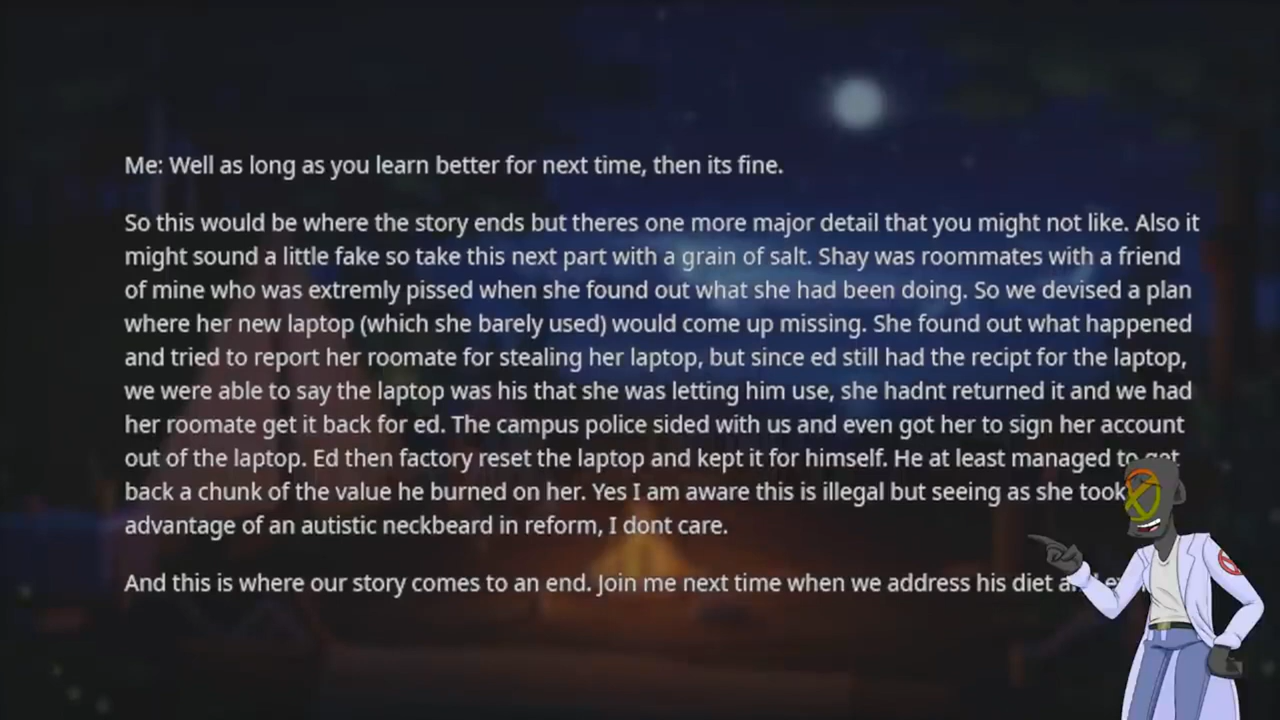 Me: Well as long as you learn better for next time, then its fine.
So this would be where the story ends but theres one more major detail that you might not like. Also it
might sound a little fake so take this next part with a grain of salt. Shay was roommates with a friend
of mine who was extremly pissed when she found out what she had been doing. So we devised a plan
where her new laptop (which she barely used) would come up missing. She found out what happened
and tried to report her roomate for stealing her laptop, but since ed still had the recipt for the laptop,
we were able to say the laptop was his that she was letting him use, she hadnt returned it and we had
her roomate get it back for ed. The campus police sided with us and even got her to sign her account
out of the laptop. Ed then factory reset the laptop and kept it for himself. He at least managed to get
back a chunk of the value he burned on her. Yes I am aware this is illegal but seeing as she took
advantage of an autistic neckbeard in reform, I dont care.
And this is where our story comes to an end. Join me next time when we address his diet